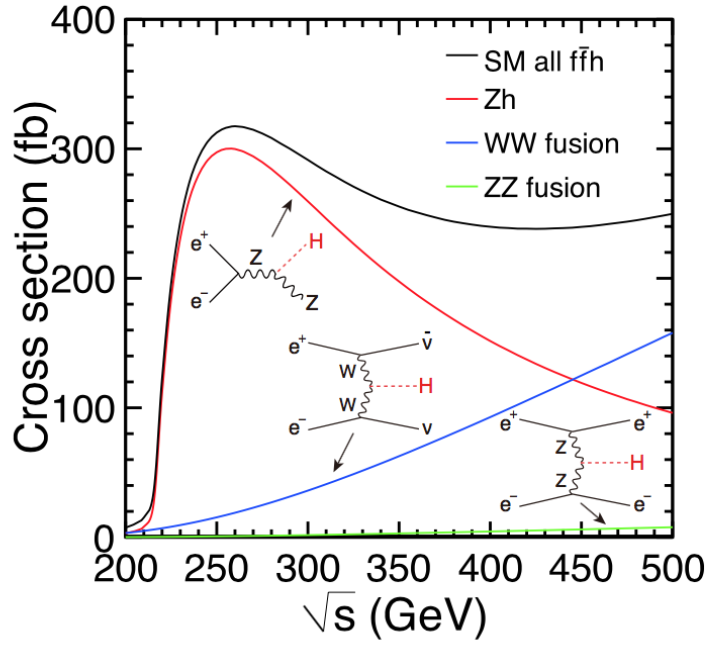 400
300
200
100
0
Cross section (fb)
SM all ff̄h
Zh
WW fusion
ZZ fusion
e⁺
e⁻
Z
H
Z
e⁺
ν̄
W
H
W
e⁻
ν
e⁺
e⁺
Z
H
Z
e⁻
e⁻
200 250 300 350 400 450 500
√s (GeV)